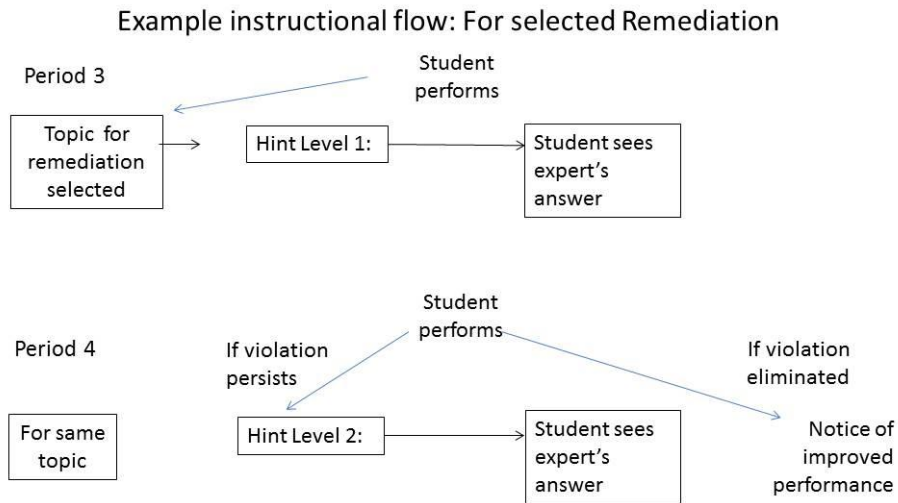 Example instructional flow: For selected Remediation
Period 3
Student
performs
Topic for
remediation
selected
Hint Level 1:
Student sees
expert's
answer
Period 4
Student
performs
If violation
persists
If violation
eliminated
For same
topic
Hint Level 2:
Student sees
expert's
answer
Notice of
improved
performance